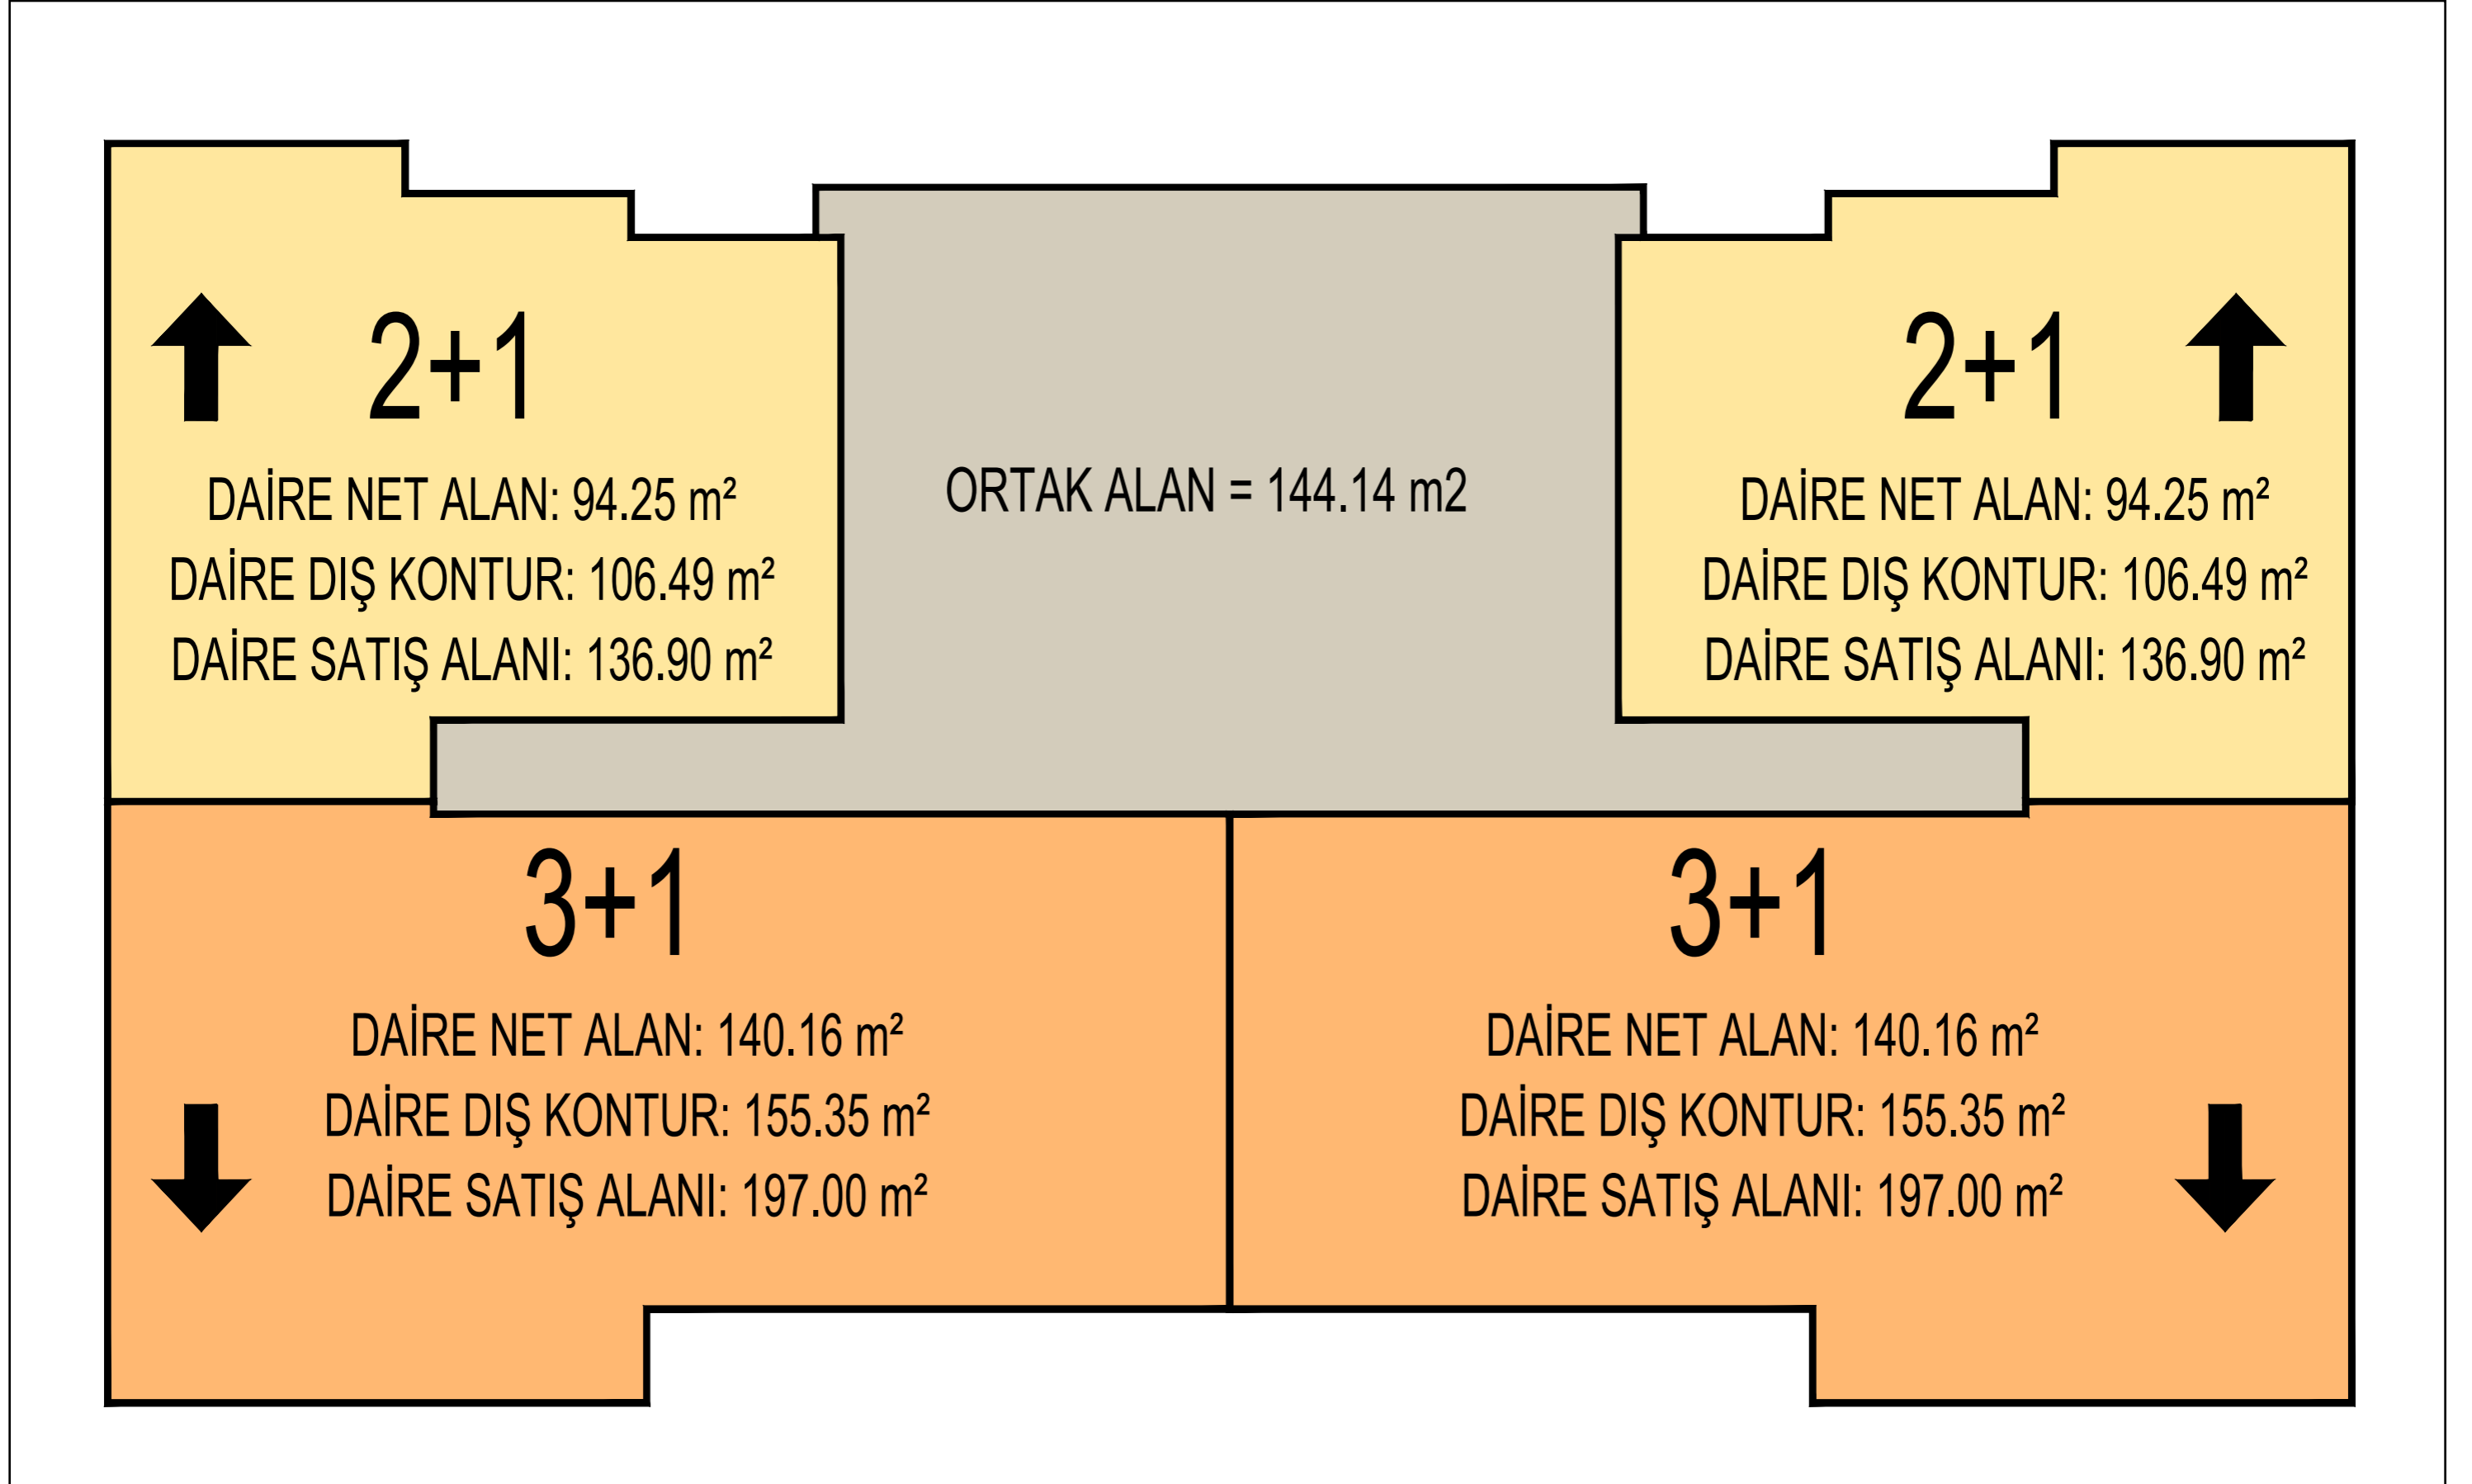 2+1
DAİRE NET ALAN: 94.25 m²
DAİRE DIŞ KONTUR: 106.49 m²
DAİRE SATIŞ ALANI: 136.90 m²
ORTAK ALAN = 144.14 m2
2+1
DAİRE NET ALAN: 94.25 m²
DAİRE DIŞ KONTUR: 106.49 m²
DAİRE SATIŞ ALANI: 136.90 m²
3+1
DAİRE NET ALAN: 140.16 m²
DAİRE DIŞ KONTUR: 155.35 m²
DAİRE SATIŞ ALANI: 197.00 m²
3+1
DAİRE NET ALAN: 140.16 m²
DAİRE DIŞ KONTUR: 155.35 m²
DAİRE SATIŞ ALANI: 197.00 m²